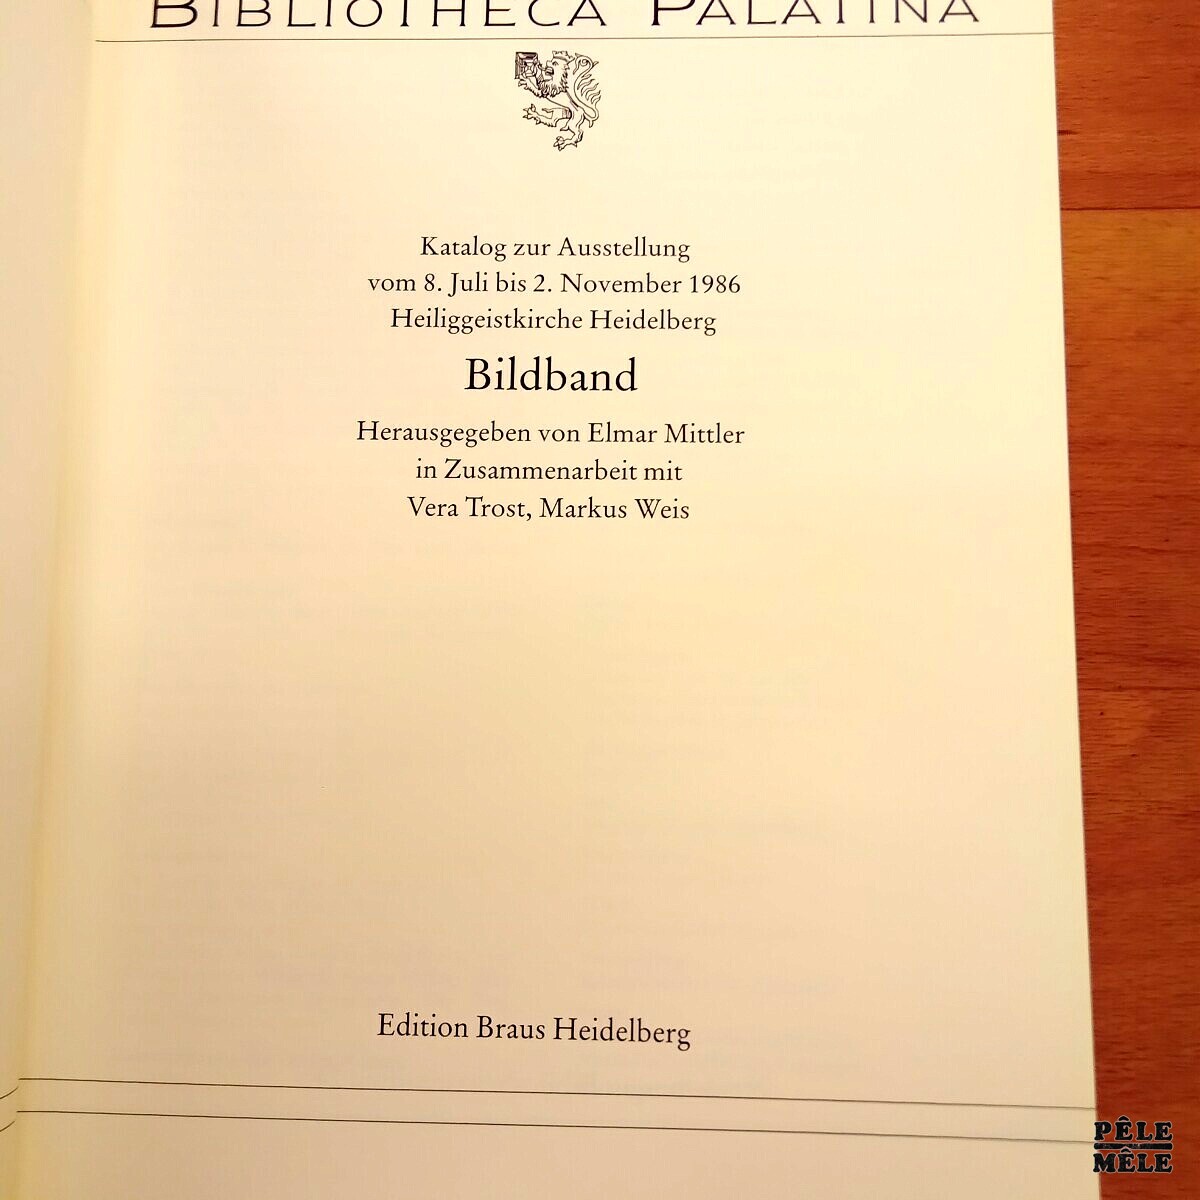 BIBLIOTHECA PALATINA
Katalog zur Ausstellung
vom 8. Juli bis 2. November 1986
Heiliggeistkirche Heidelberg
Bildband
Herausgegeben von Elmar Mittler
in Zusammenarbeit mit
Vera Trost, Markus Weis
Edition Braus Heidelberg
PÊLE
MÊLE